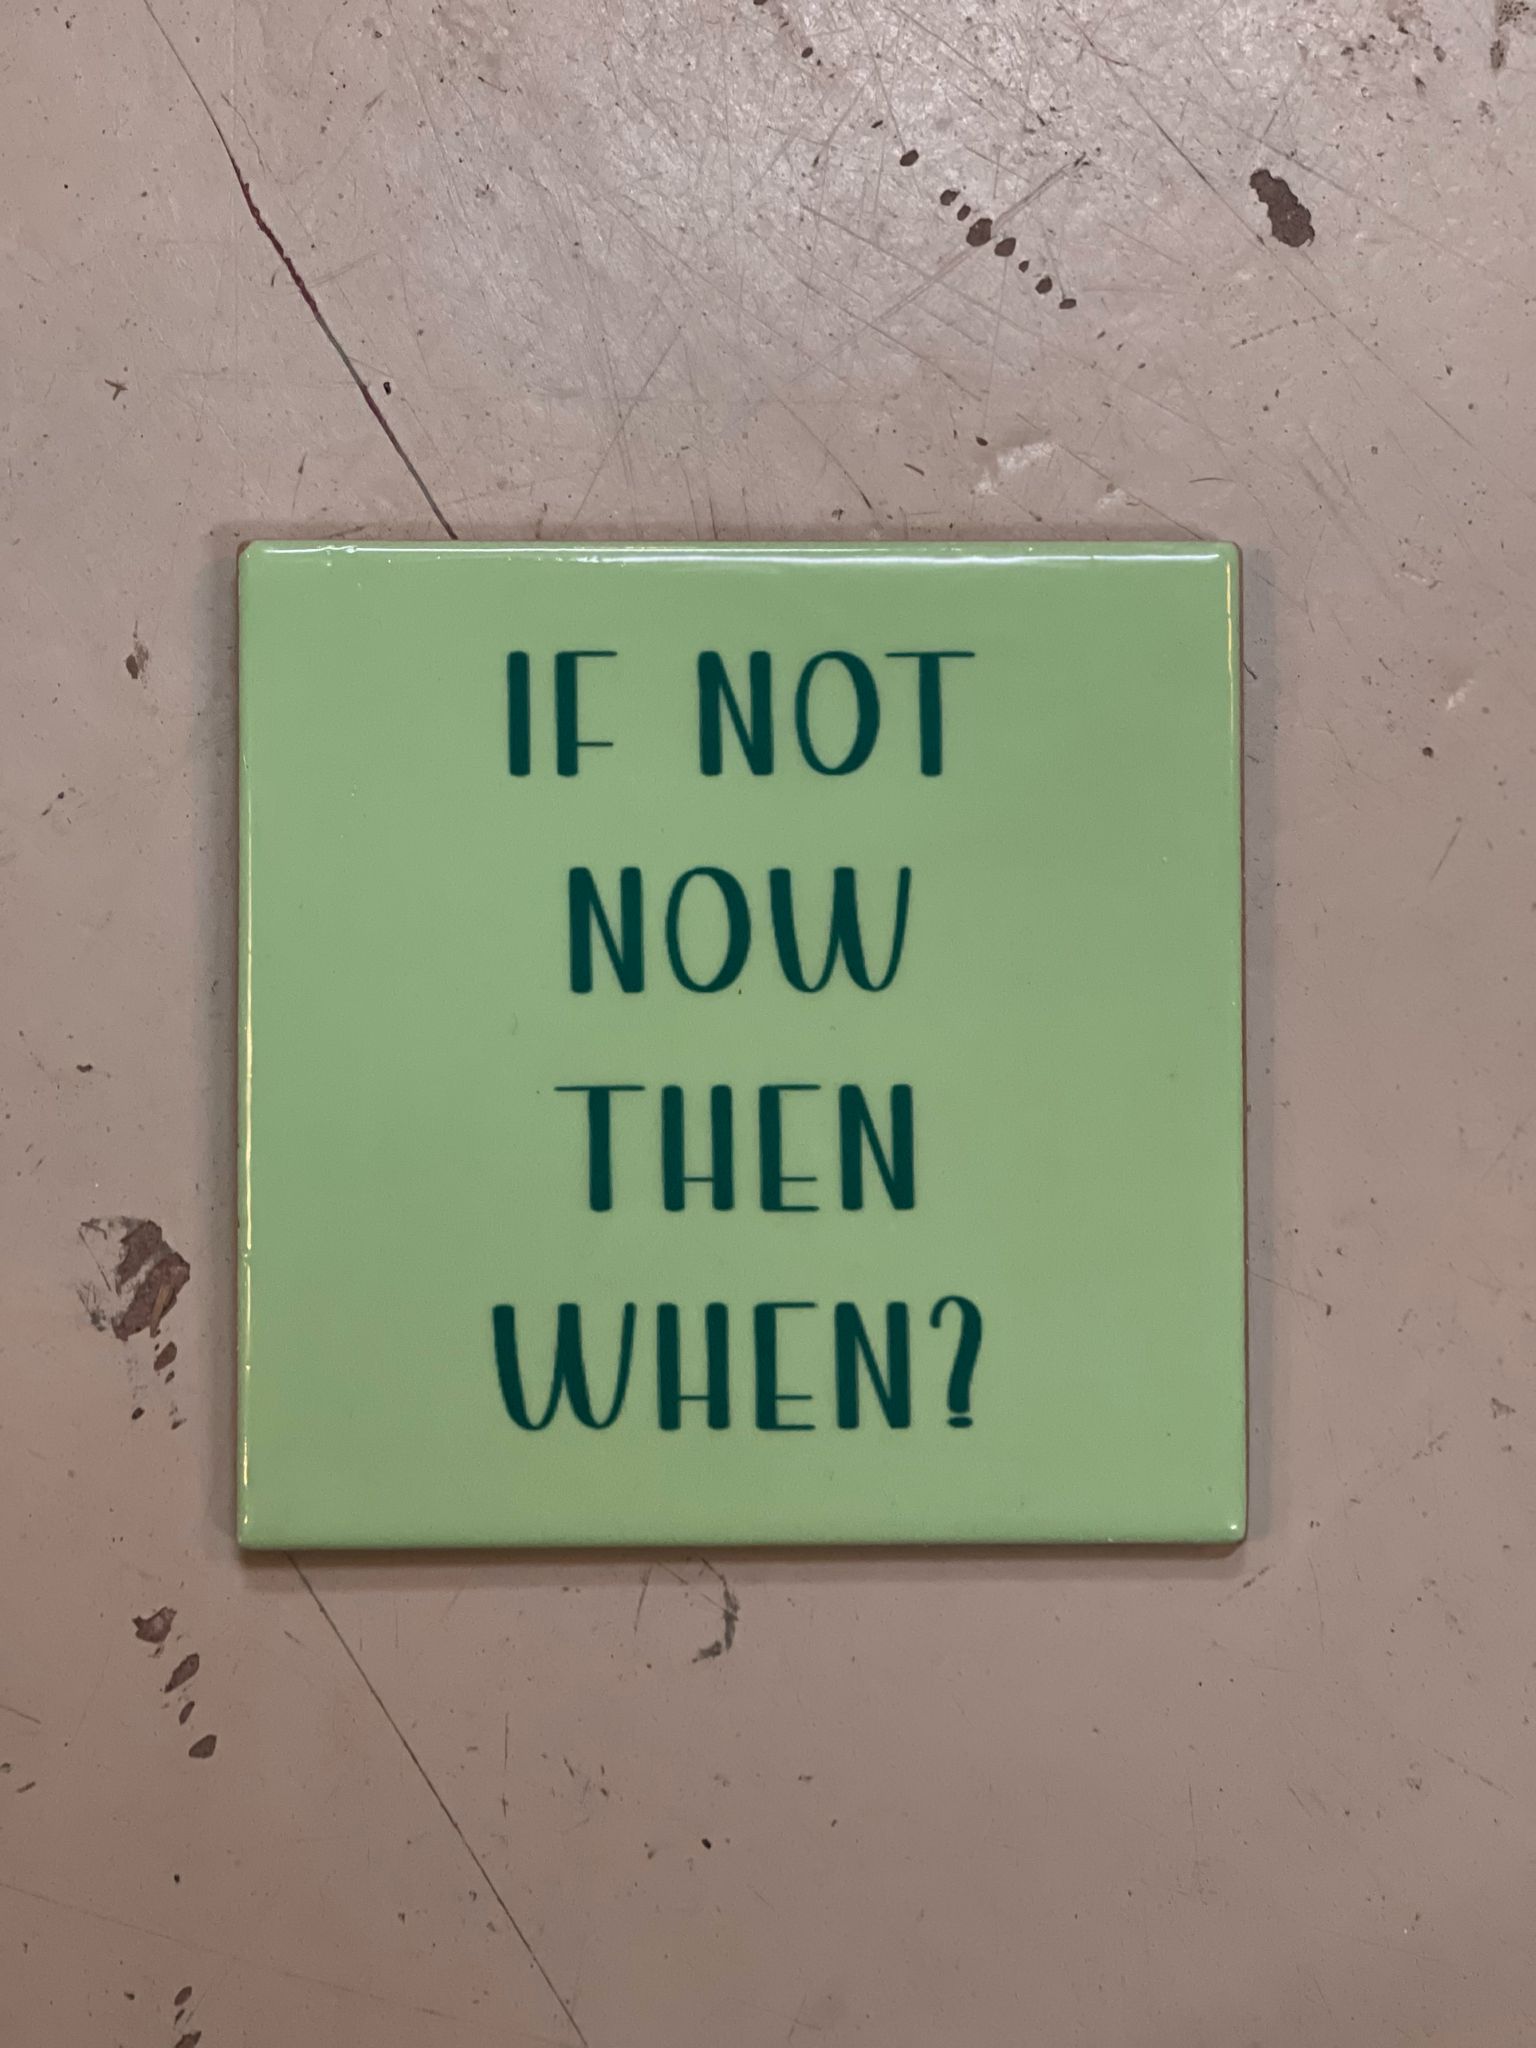 IF NOT
NOW
THEN
WHEN?